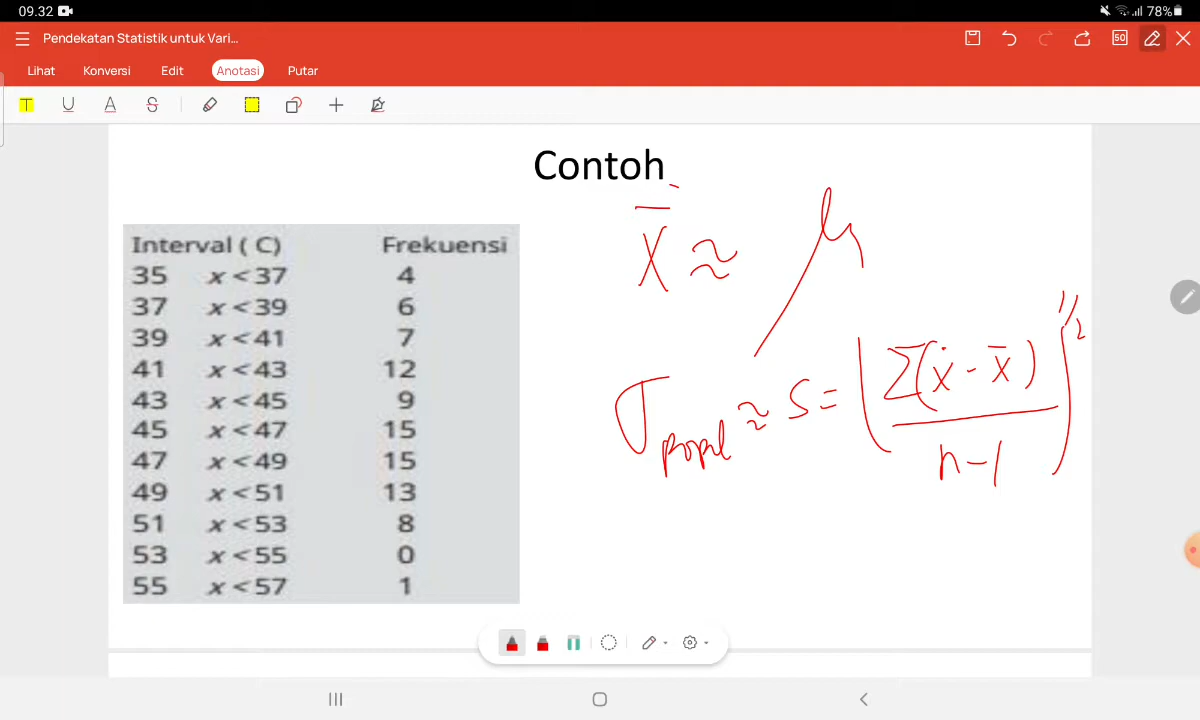 09.32 78%
Pendekatan Statistik untuk Vari... 50
Lihat Konversi Edit Anotasi Putar
T U A S
Contoh
Interval ( C) Frekuensi
35 x < 37 4
37 x < 39 6
39 x < 41 7
41 x < 43 12
43 x < 45 9
45 x < 47 15
47 x < 49 15
49 x < 51 13
51 x < 53 8
53 x < 55 0
55 x < 57 1
x̄ ≈ μ
σ popl ≈ s = (Σ(x - x̄) / n-1)^1/2